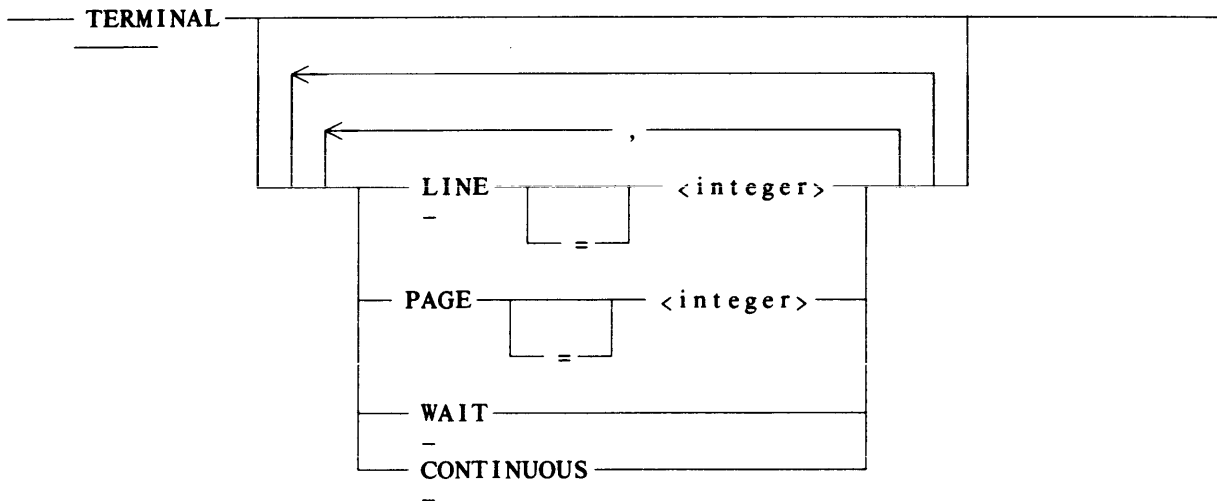 TERMINAL
,
LINE <integer>
=
PAGE <integer>
=
WAIT
CONTINUOUS